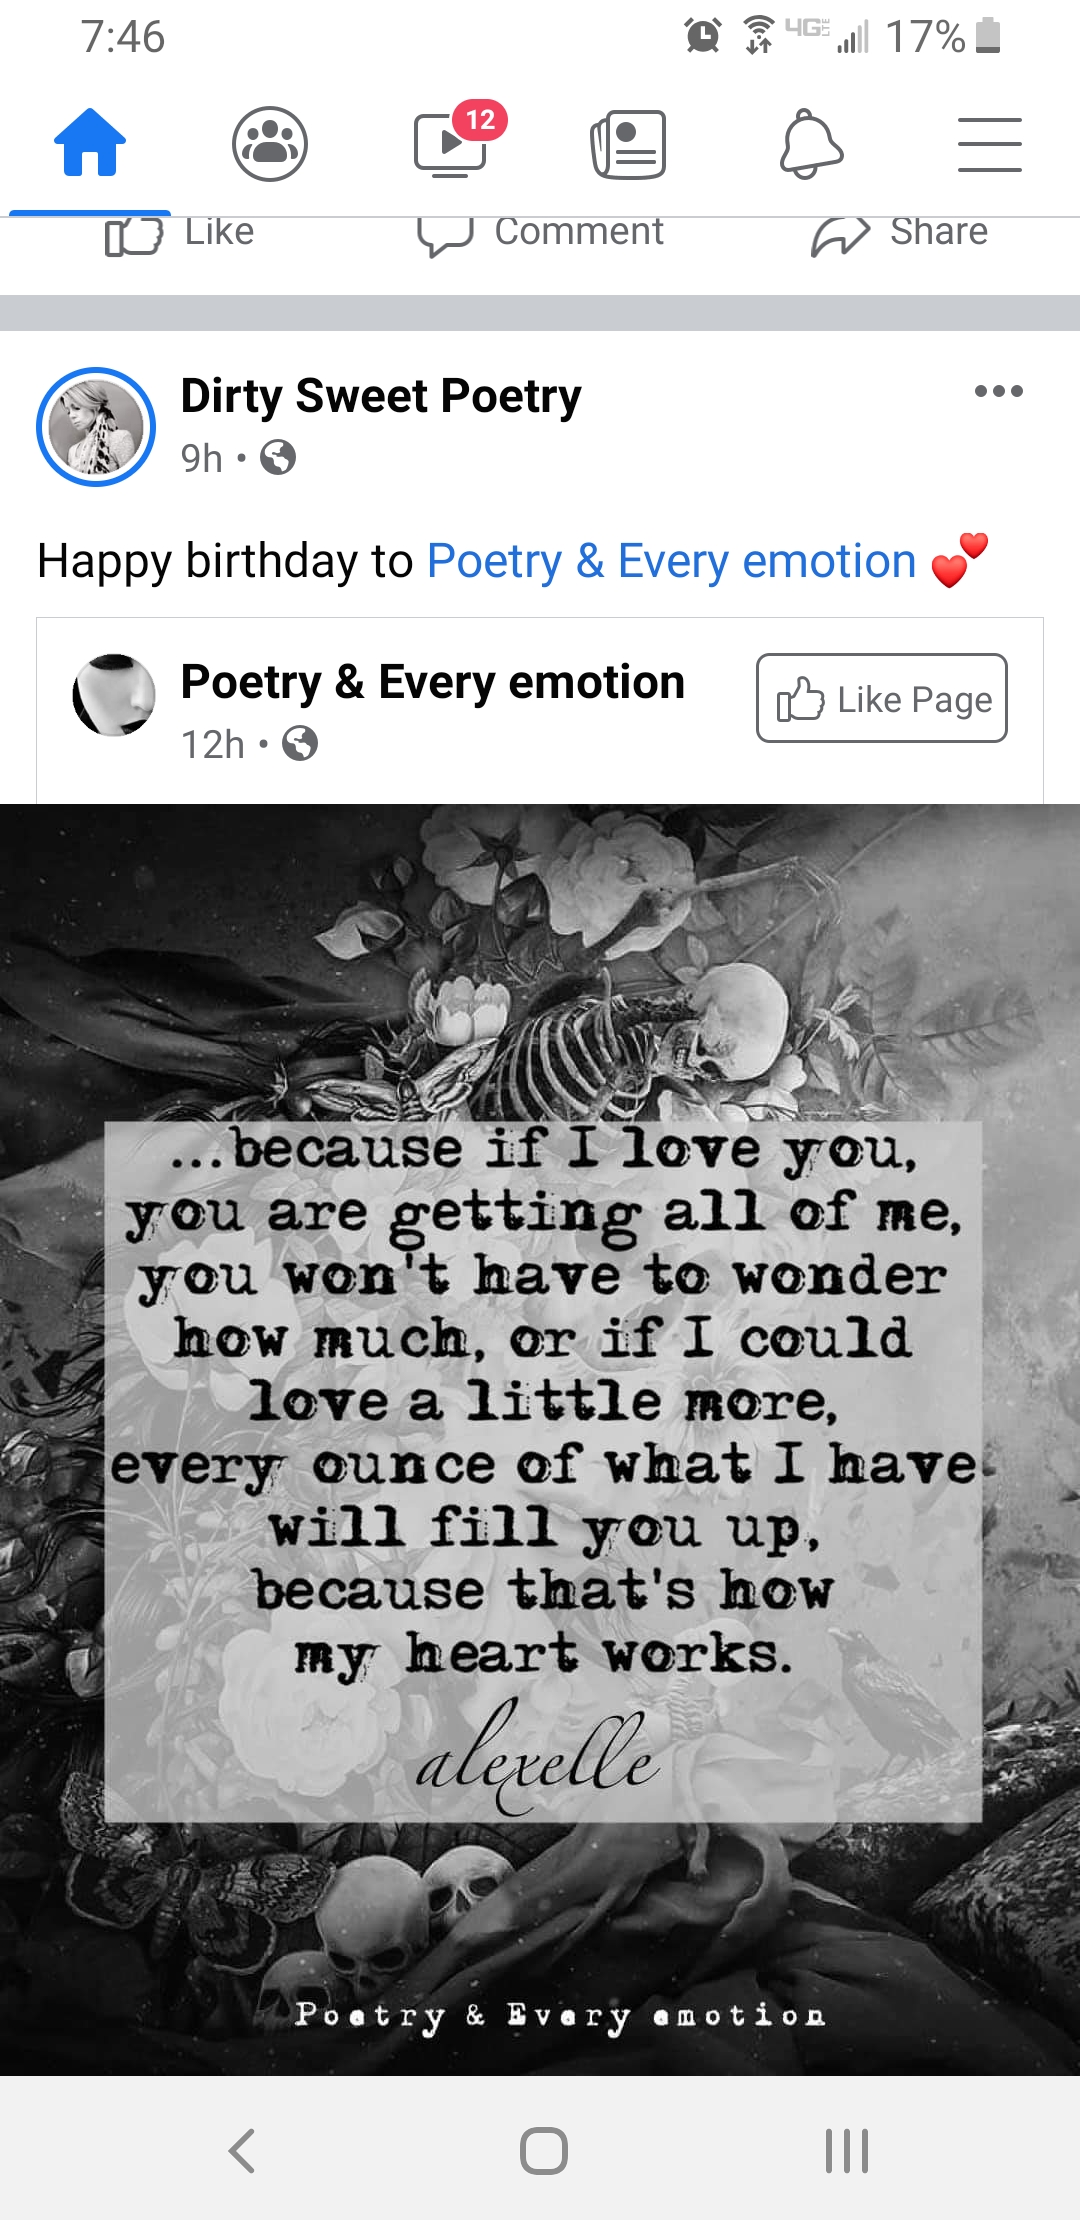 7:46
4GE LTE 17%
12
Like Comment Share
Dirty Sweet Poetry
9h •
Happy birthday to Poetry & Every emotion 💕
Poetry & Every emotion
Like Page
12h •
...because if I love you,
you are getting all of me,
you won't have to wonder
how much, or if I could
love a little more,
every ounce of what I have
will fill you up,
because that's how
my heart works.
alexelle
Poetry & Every emotion